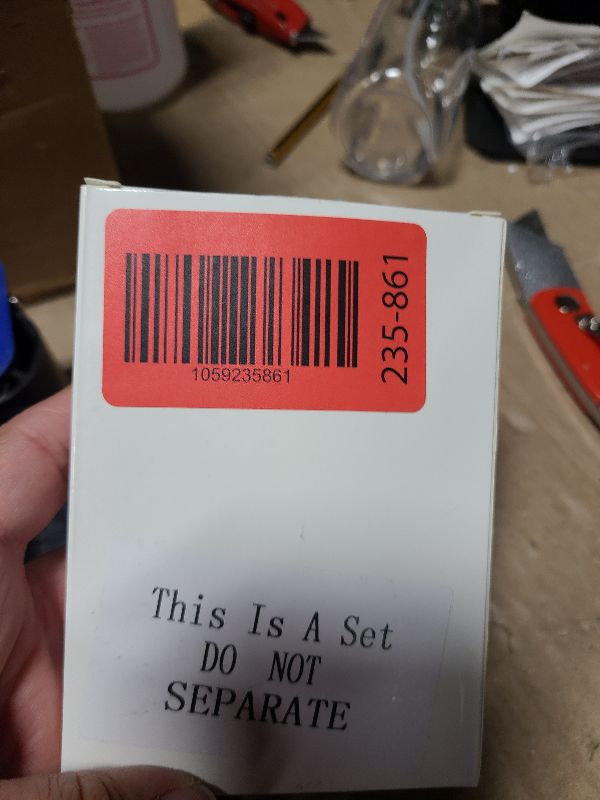 1059235861
235-861
This Is A Set
DO NOT
SEPARATE